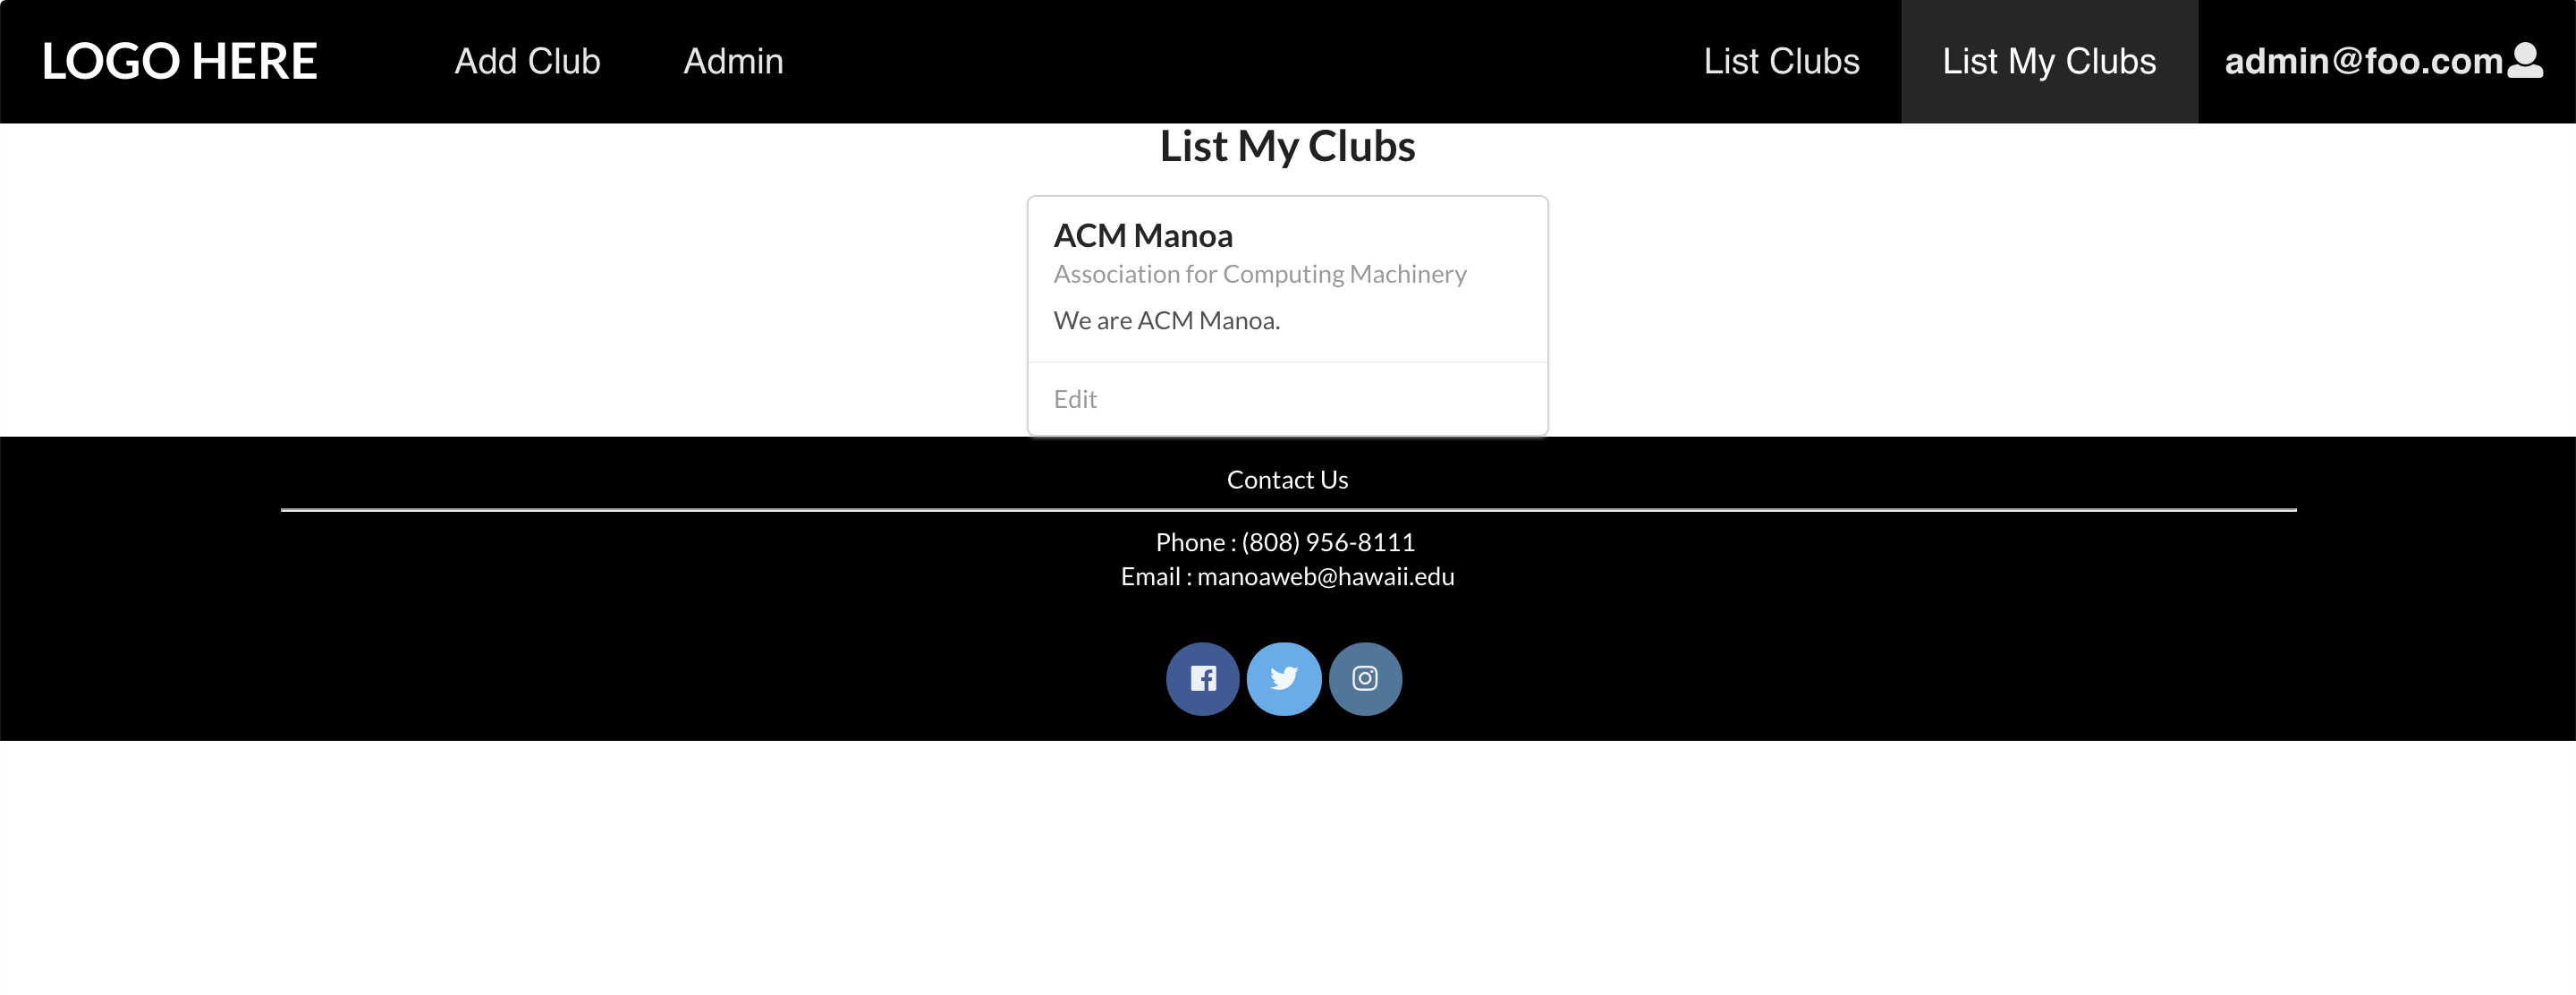 LOGO HERE Add Club Admin List Clubs List My Clubs admin@foo.com
List My Clubs
ACM Manoa
Association for Computing Machinery
We are ACM Manoa.
Edit
Contact Us
Phone : (808) 956-8111
Email : manoaweb@hawaii.edu